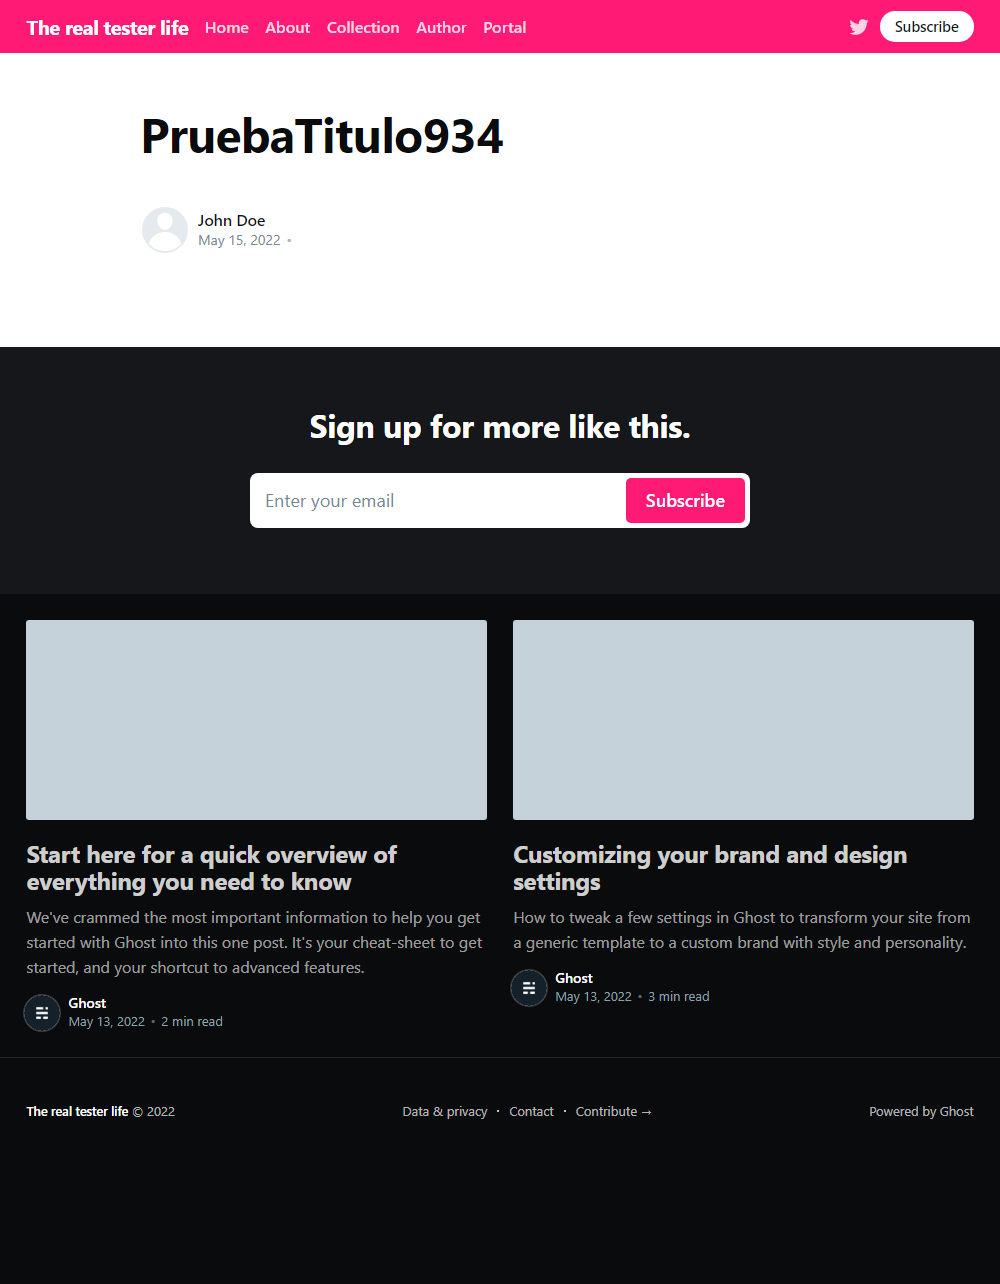 The real tester life Home About Collection Author Portal Subscribe
PruebaTitulo934
John Doe
May 15, 2022 •
Sign up for more like this.
Enter your email Subscribe
Start here for a quick overview of
everything you need to know
We've crammed the most important information to help you get
started with Ghost into this one post. It's your cheat-sheet to get
started, and your shortcut to advanced features.
Ghost
May 13, 2022 • 2 min read
Customizing your brand and design
settings
How to tweak a few settings in Ghost to transform your site from
a generic template to a custom brand with style and personality.
Ghost
May 13, 2022 • 3 min read
The real tester life © 2022 Data & privacy · Contact · Contribute → Powered by Ghost